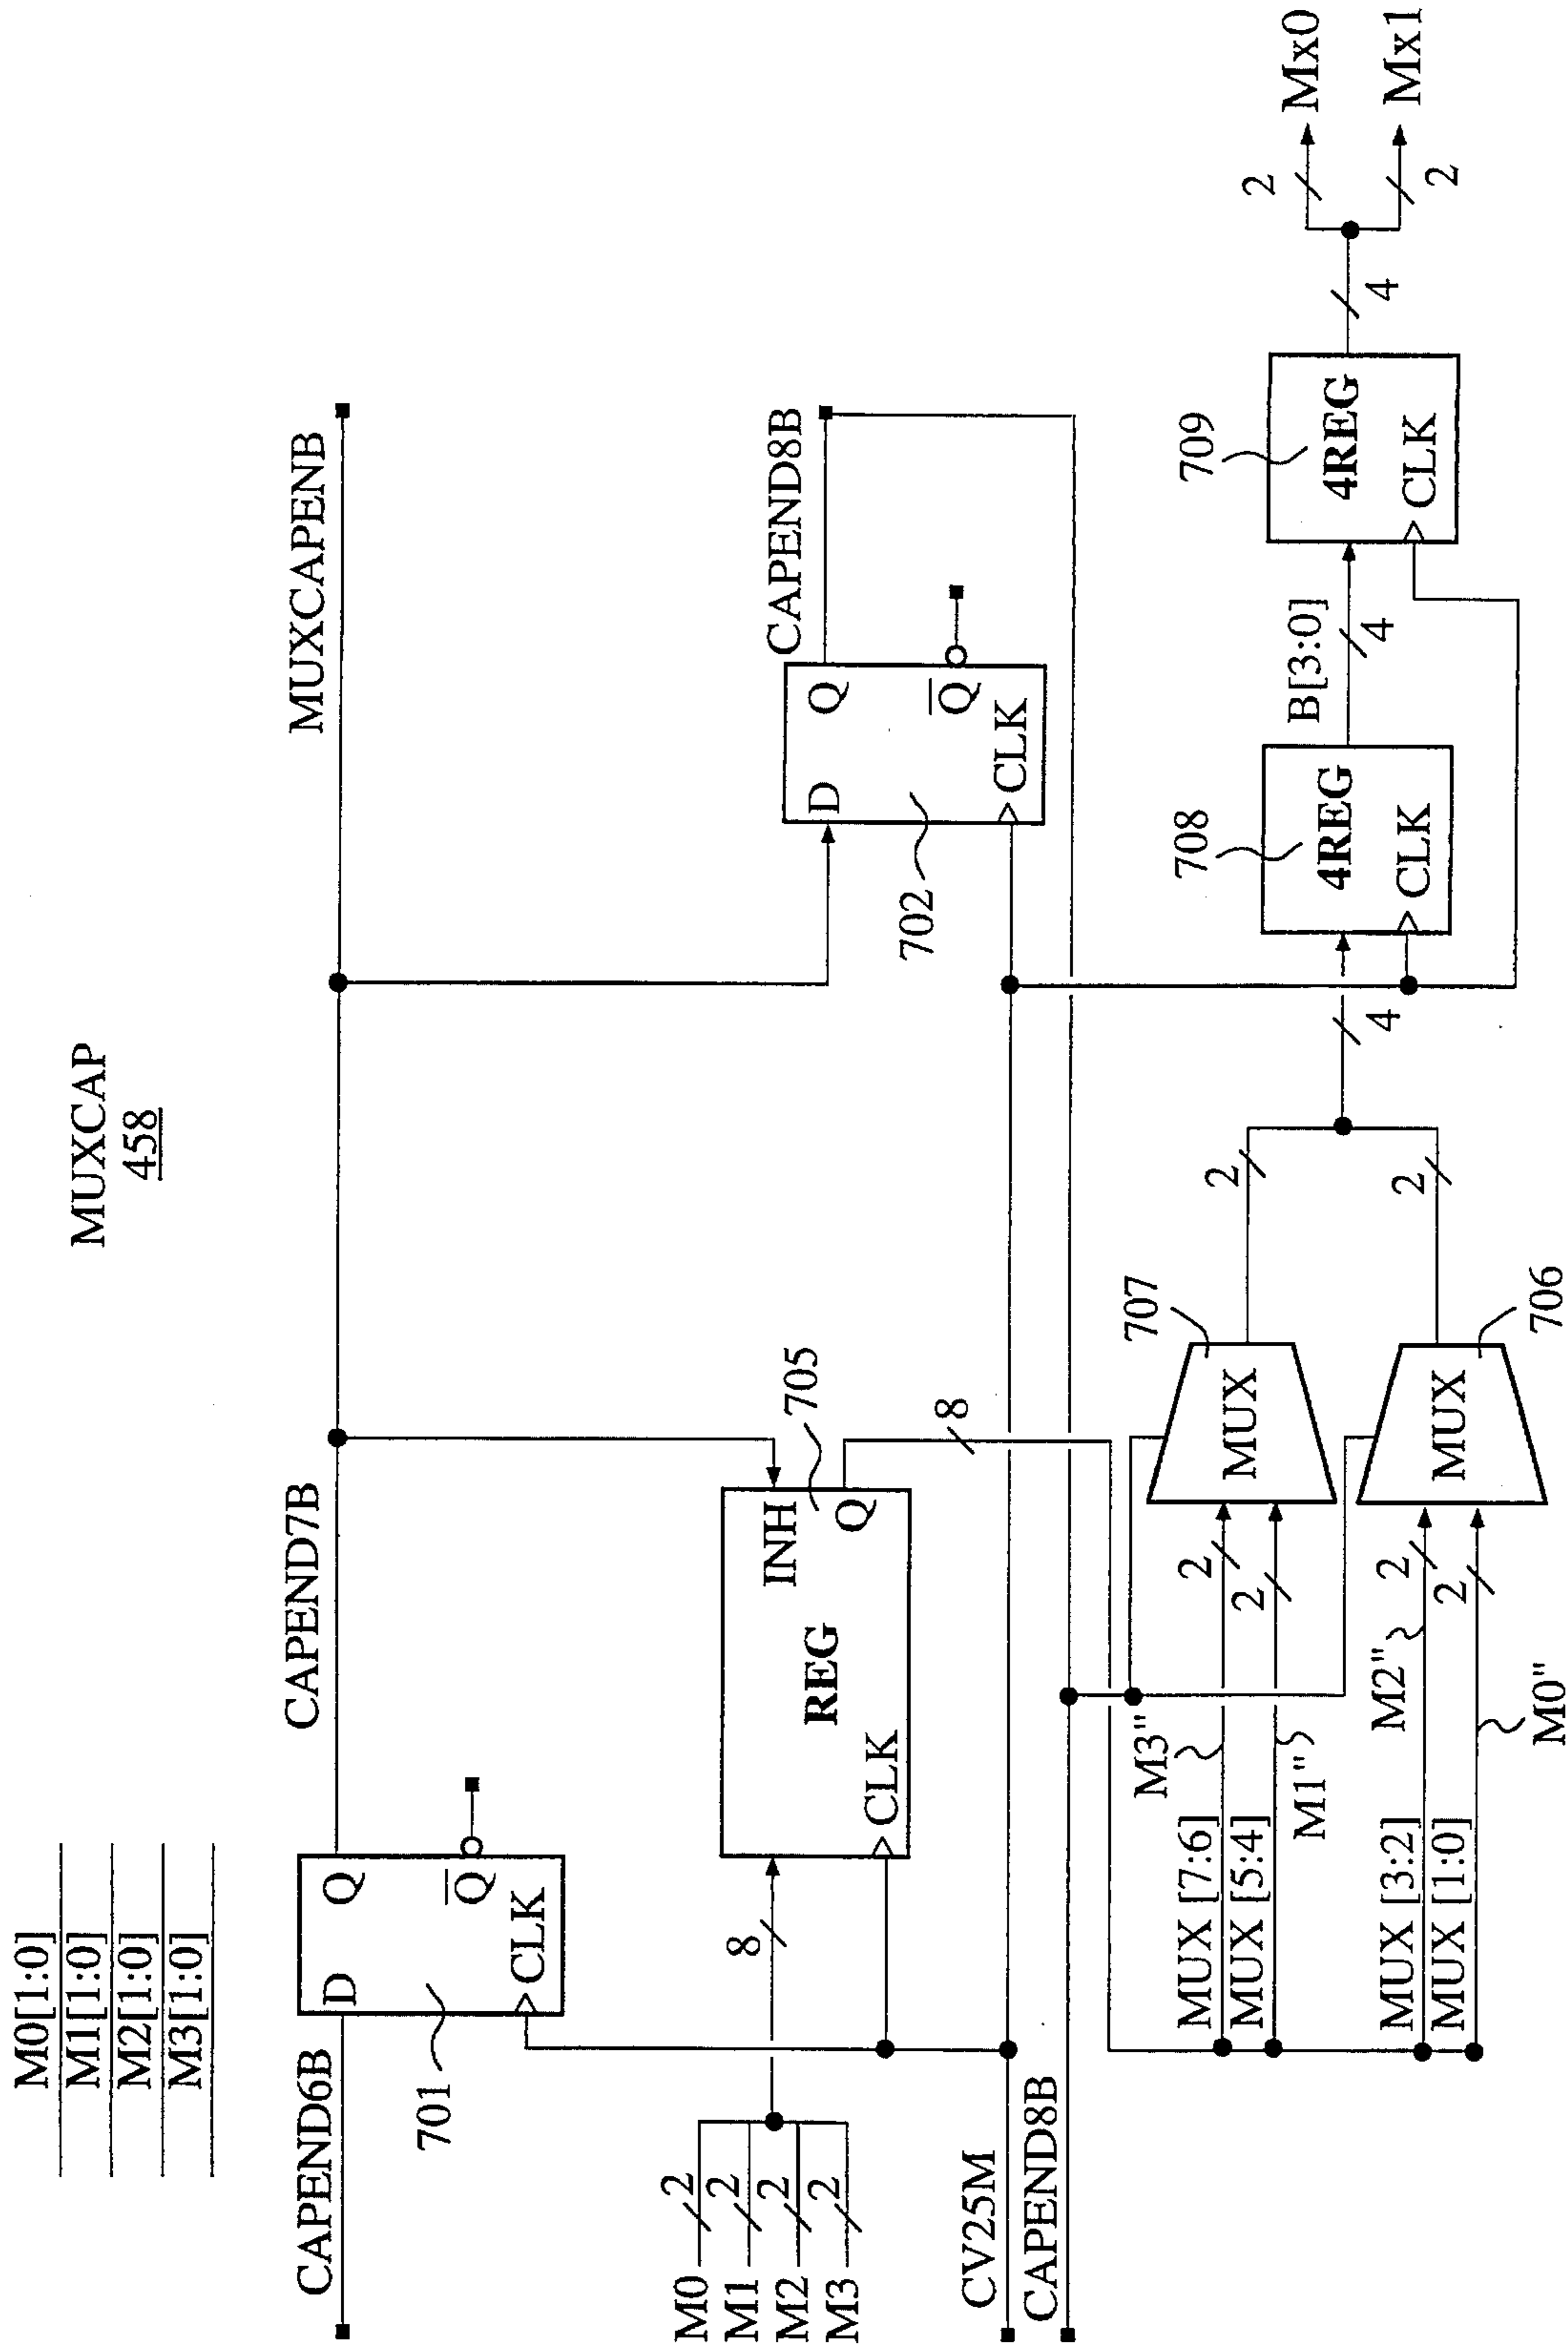 MUXCAP
458
M0[1:0]
M1[1:0]
M2[1:0]
M3[1:0]
CAPEND6B
D
Q
Q
CLK
701
CAPEND7B
MUXCAPENB
M0
2
M1
2
M2
2
M3
2
8
INH
REG
Q
CLK
705
8
D
Q
Q
CLK
702
CAPEND8B
CV25M
CAPEND8B
MUX [7:6]
M3"
2
MUX [5:4]
M1"
2
MUX
707
2
MUX [3:2]
M2"
2
MUX [1:0]
M0"
2
MUX
706
2
4
708
4REG
CLK
B[3:0]
4
709
4REG
CLK
4
2
Mx0
2
Mx1